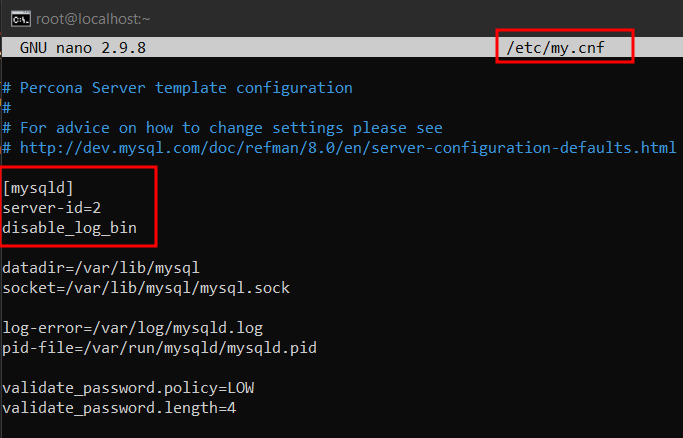 root@localhost:~
GNU nano 2.9.8 /etc/my.cnf
# Percona Server template configuration
#
# For advice on how to change settings please see
# http://dev.mysql.com/doc/refman/8.0/en/server-configuration-defaults.html
[mysqld]
server-id=2
disable_log_bin
datadir=/var/lib/mysql
socket=/var/lib/mysql/mysql.sock
log-error=/var/log/mysqld.log
pid-file=/var/run/mysqld/mysqld.pid
validate_password.policy=LOW
validate_password.length=4